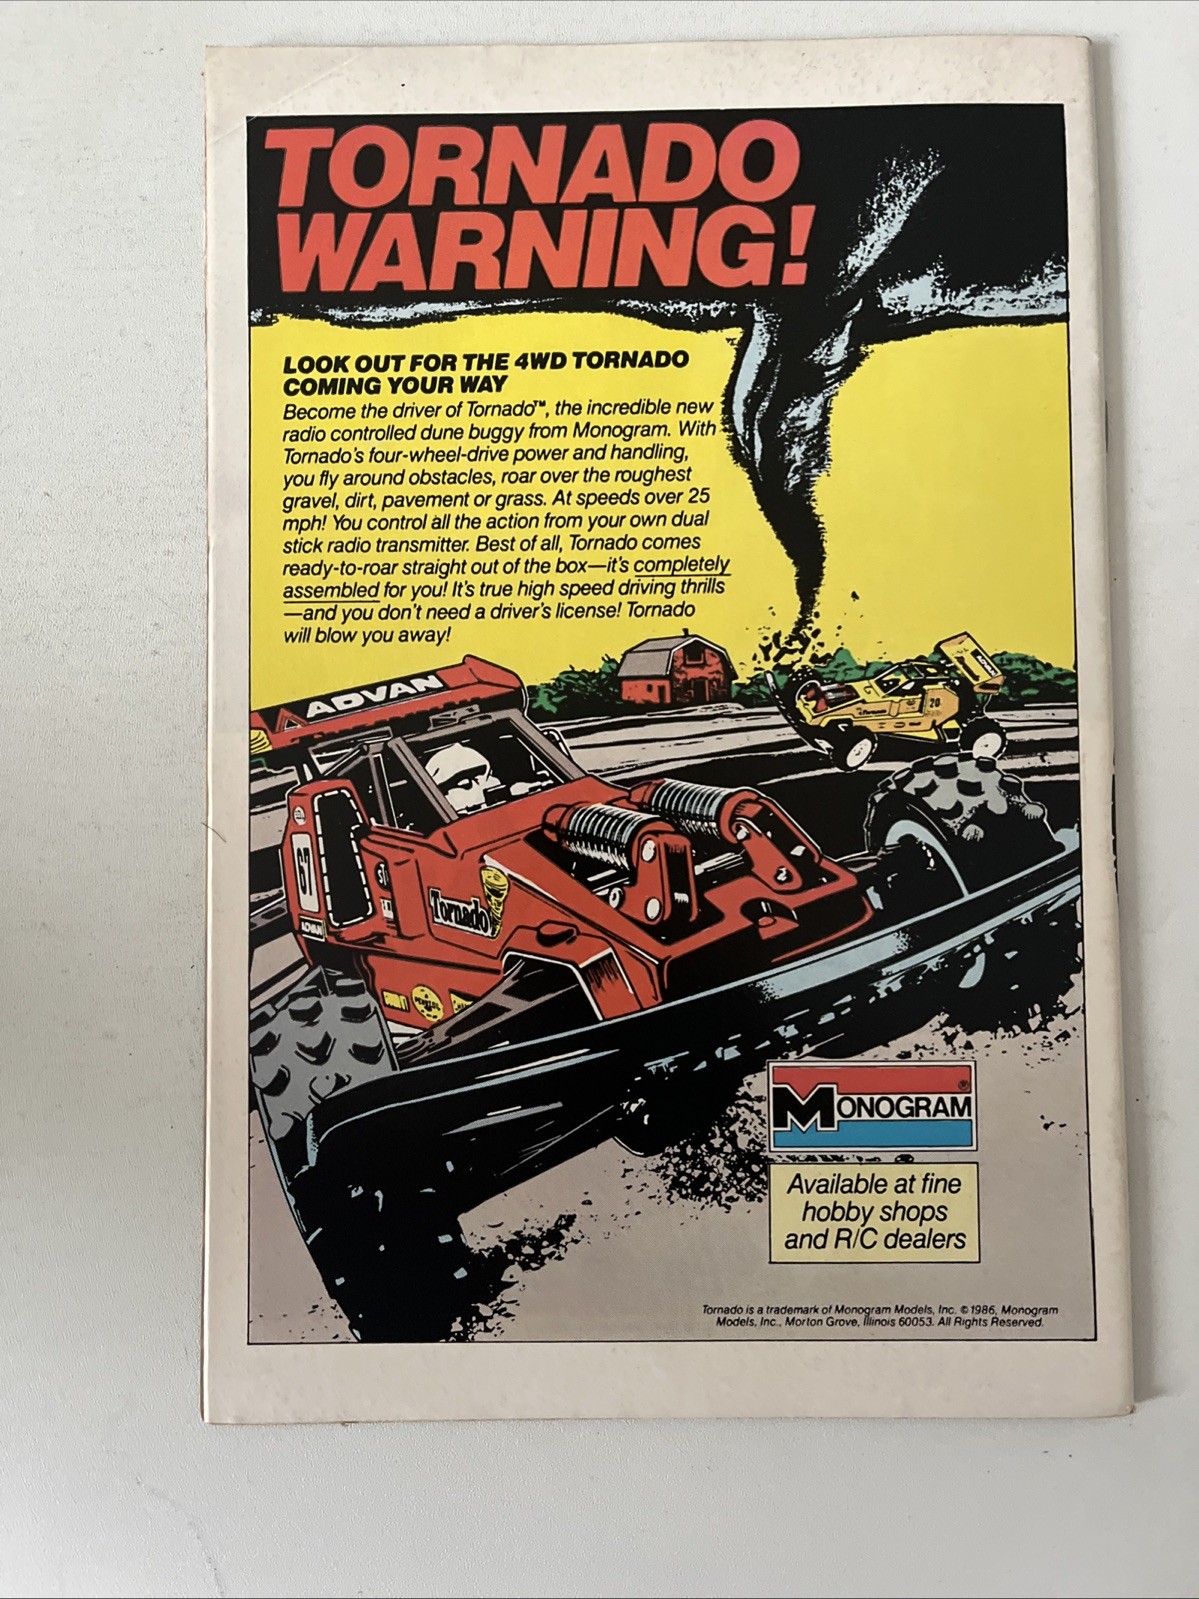 TORNADO
WARNING!
LOOK OUT FOR THE 4WD TORNADO
COMING YOUR WAY
Become the driver of Tornado™, the incredible new
radio controlled dune buggy from Monogram. With
Tornado's four-wheel-drive power and handling,
you fly around obstacles, roar over the roughest
gravel, dirt, pavement or grass. At speeds over 25
mph! You control all the action from your own dual
stick radio transmitter. Best of all, Tornado comes
ready-to-roar straight out of the box—it's completely
assembled for you! It's true high speed driving thrills
—and you don't need a driver's license! Tornado
will blow you away!
ADVAN
ADVAN
20
67
ADVAN
Tornado
MONOGRAM®
Available at fine
hobby shops
and R/C dealers
Tornado is a trademark of Monogram Models, Inc. © 1986, Monogram
Models, Inc., Morton Grove, Illinois 60053. All Rights Reserved.